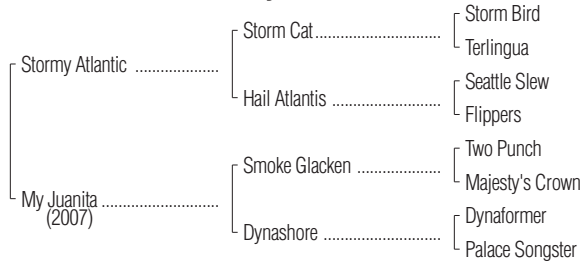 Storm Bird
Storm Cat........................
Terlingua
Stormy Atlantic ....................
Seattle Slew
Hail Atlantis ......................
Flippers
Two Punch
Smoke Glacken ....................
Majesty's Crown
My Juanita ............................
(2007)
Dynaformer
Dynashore ............................
Palace Songster